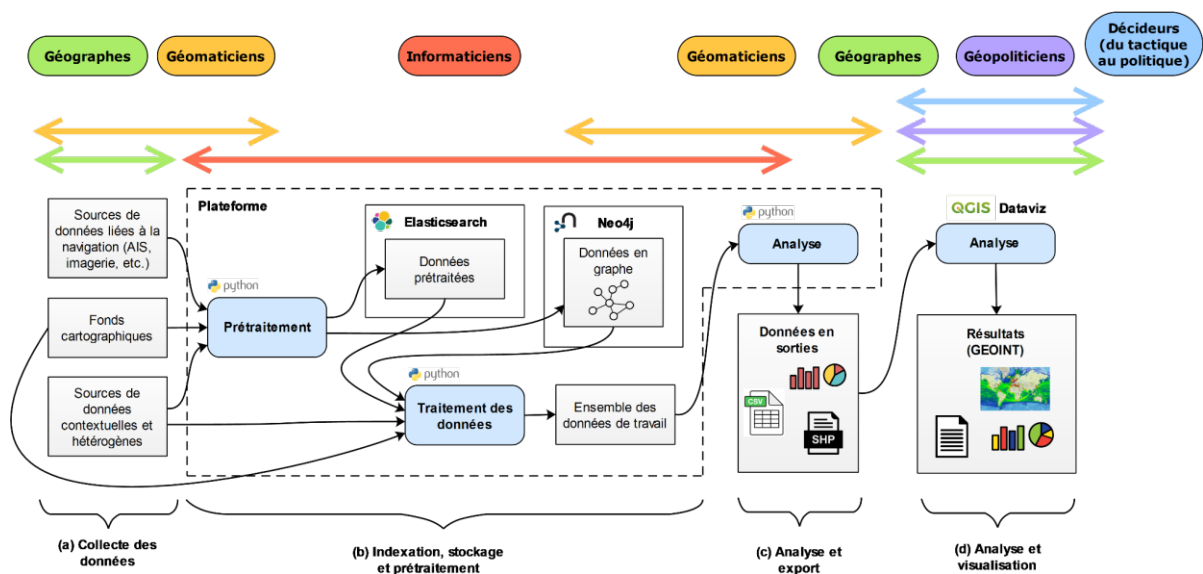 Géographes
Géomaticiens
Informaticiens
Géomaticiens
Géographes
Géopoliticiens
Décideurs
(du tactique
au politique)
Plateforme
Sources de
données liées à la
navigation (AIS,
imagerie, etc.)
Fonds
cartographiques
Sources de
données
contextuelles et
hétérogènes
python
Prétraitement
Elasticsearch
Données
prétraitées
Neo4j
Données en
graphe
python
Traitement des
données
Ensemble des
données de travail
python
Analyse
Données en
sorties
CSV
SHP
QGIS Dataviz
Analyse
Résultats
(GEOINT)
(a) Collecte des
données
(b) Indexation, stockage
et prétraitement
(c) Analyse et
export
(d) Analyse et
visualisation